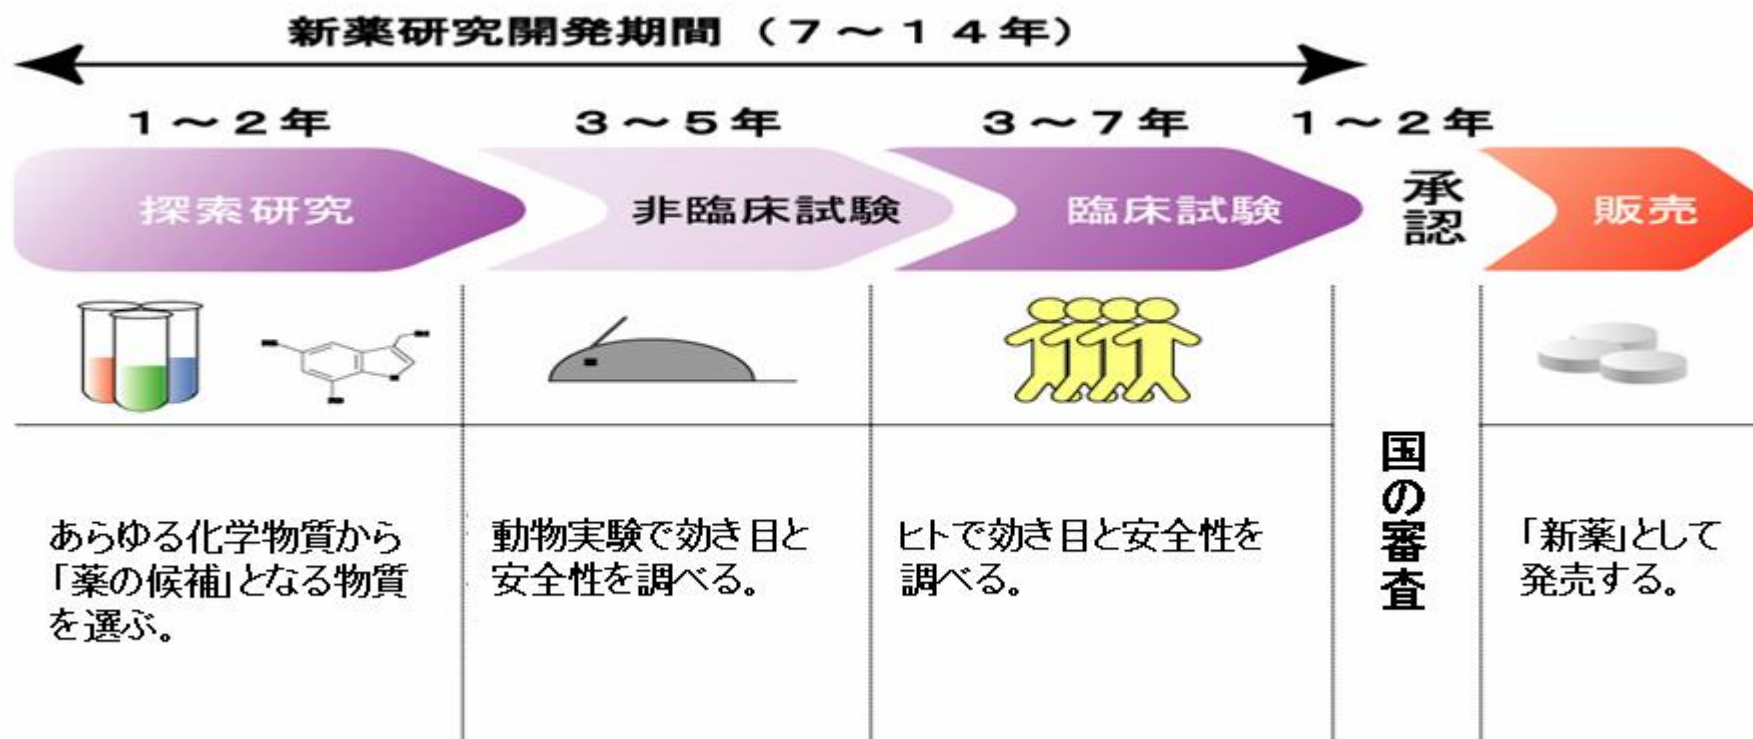 新薬研究開発期間（７～１４年）
１～２年
３～５年
３～７年
１～２年
探索研究
非臨床試験
臨床試験
承認
販売
あらゆる化学物質から
「薬の候補」となる物質
を選ぶ。
動物実験で効き目と
安全性を調べる。
ヒトで効き目と安全性を
調べる。
国の審査
「新薬」として
発売する。